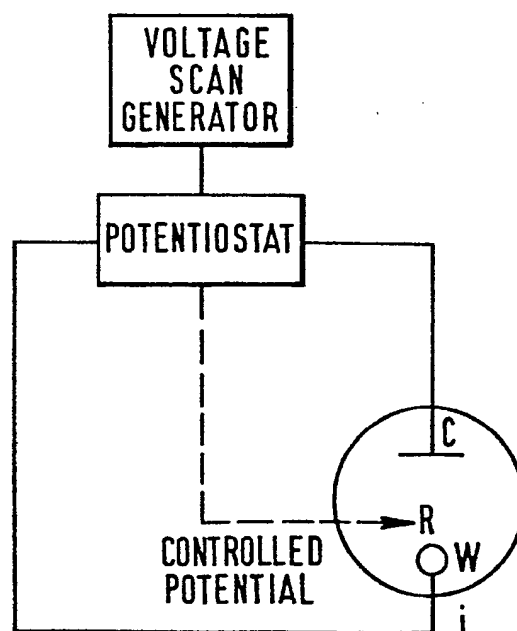 VOLTAGE
SCAN
GENERATOR
POTENTIOSTAT
C
R
W
CONTROLLED
POTENTIAL
i